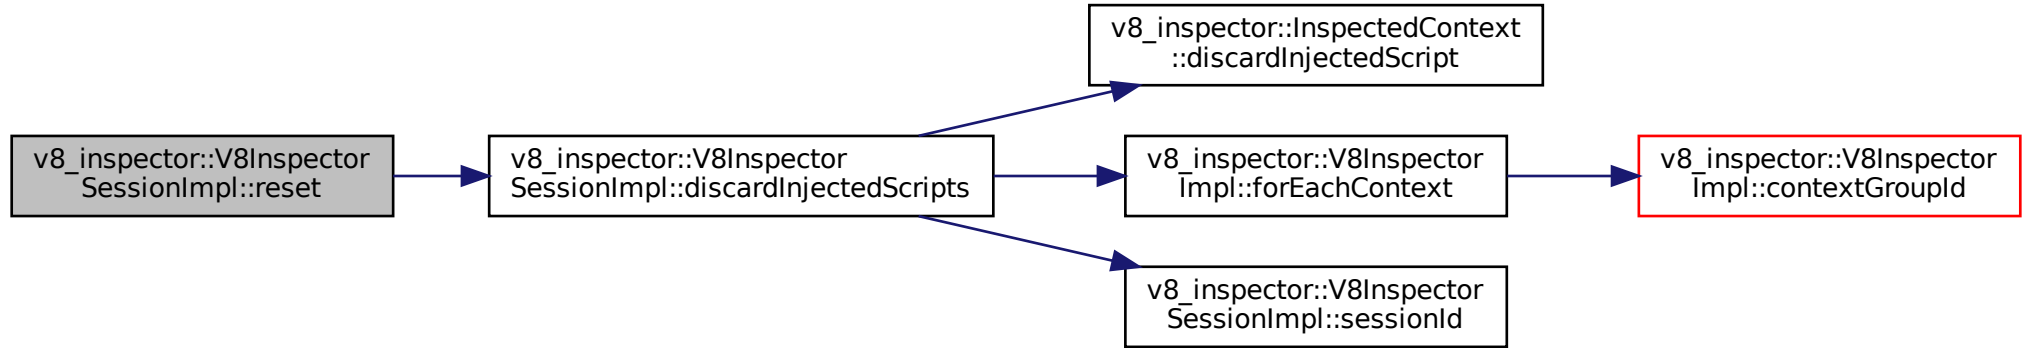 v8_inspector::V8Inspector
SessionImpl::reset
v8_inspector::V8Inspector
SessionImpl::discardInjectedScripts
v8_inspector::InspectedContext
::discardInjectedScript
v8_inspector::V8Inspector
Impl::forEachContext
v8_inspector::V8Inspector
Impl::contextGroupId
v8_inspector::V8Inspector
SessionImpl::sessionId